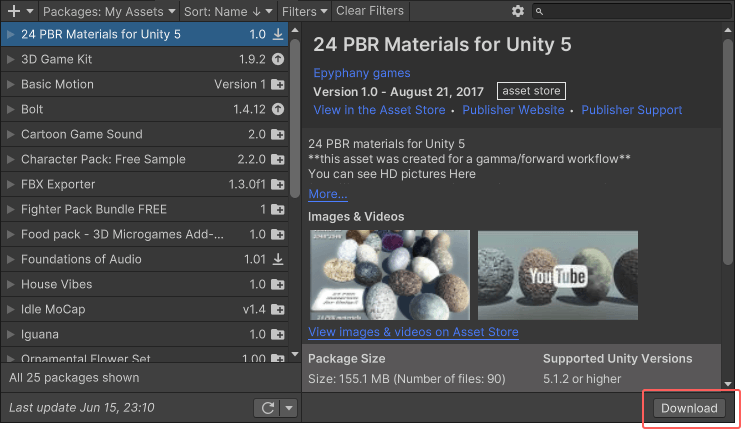 Packages: My Assets Sort: Name ↓ Filters Clear Filters
24 PBR Materials for Unity 5 1.0
3D Game Kit 1.9.2
Basic Motion Version 1
Bolt 1.4.12
Cartoon Game Sound 2.0
Character Pack: Free Sample 2.2.0
FBX Exporter 1.3.0f1
Fighter Pack Bundle FREE 1
Food pack - 3D Microgames Add-... 1.0
Foundations of Audio 1.01
House Vibes 1.0
Idle MoCap v1.4
Iguana 1.0
Ornamental Flower Set 1.00
All 25 packages shown
Last update Jun 15, 23:10
24 PBR Materials for Unity 5
Epyphany games
Version 1.0 - August 21, 2017 asset store
View in the Asset Store • Publisher Website • Publisher Support
24 PBR materials for Unity 5
**this asset was created for a gamma/forward workflow**
You can see HD pictures Here
More...
Images & Videos
YouTube
View images & videos on Asset Store
Package Size Supported Unity Versions
Size: 155.1 MB (Number of files: 90) 5.1.2 or higher
Download